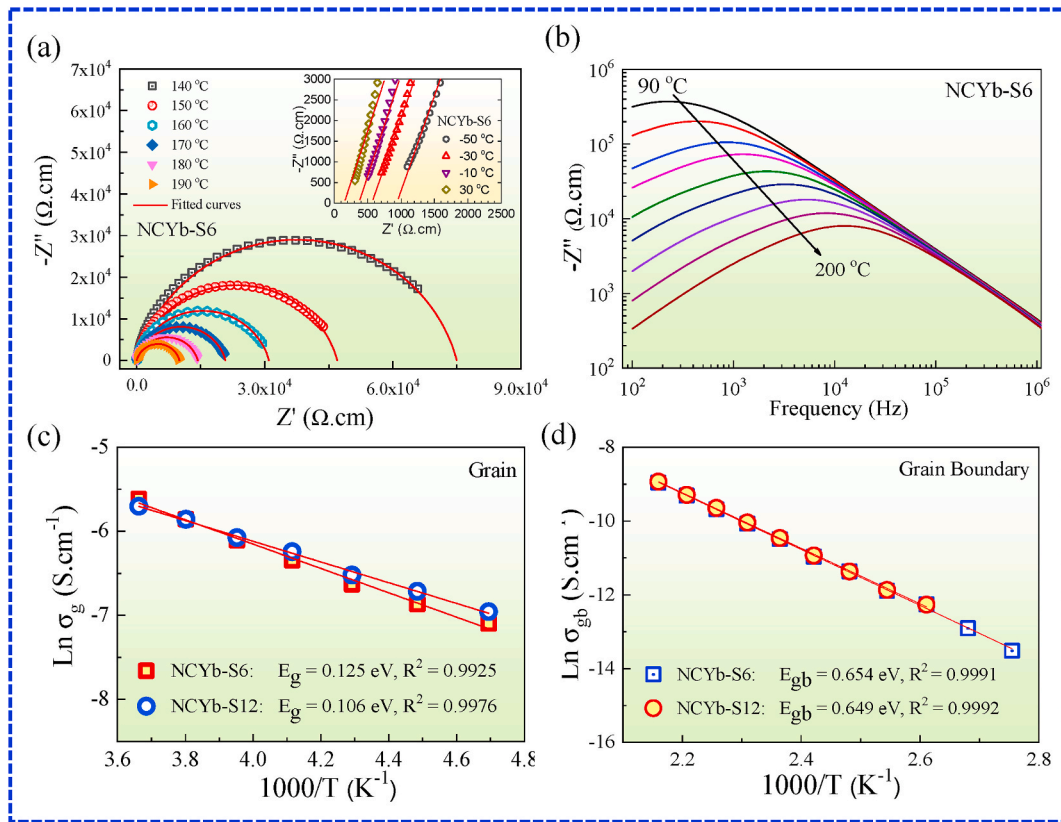 (a)
7x10⁴
6x10⁴
5x10⁴
4x10⁴
3x10⁴
2x10⁴
1x10⁴
0
-Z'' (Ω.cm)
140 °C
150 °C
160 °C
170 °C
180 °C
190 °C
Fitted curves
NCYb-S6
0.0
3.0x10⁴
6.0x10⁴
9.0x10⁴
Z' (Ω.cm)
3000
2500
2000
1500
1000
500
0
-Z'' (Ω.cm)
NCYb-S6
-50 °C
-30 °C
-10 °C
30 °C
0 500 1000 1500 2000 2500
Z' (Ω.cm)
(b)
10⁶
10⁵
10⁴
10³
10²
-Z'' (Ω.cm)
90 °C
NCYb-S6
200 °C
10² 10³ 10⁴ 10⁵ 10⁶
Frequency (Hz)
(c)
-5
-6
-7
-8
Ln σg (S.cm⁻¹)
Grain
NCYb-S6: Eg = 0.125 eV, R² = 0.9925
NCYb-S12: Eg = 0.106 eV, R² = 0.9976
3.6 3.8 4.0 4.2 4.4 4.6 4.8
1000/T (K⁻¹)
(d)
-8
-10
-12
-14
-16
Ln σgb (S.cm
Grain Boundary
NCYb-S6: Egb = 0.654 eV, R² = 0.9991
NCYb-S12: Egb = 0.649 eV, R² = 0.9992
2.2 2.4 2.6 2.8
1000/T (K⁻¹)